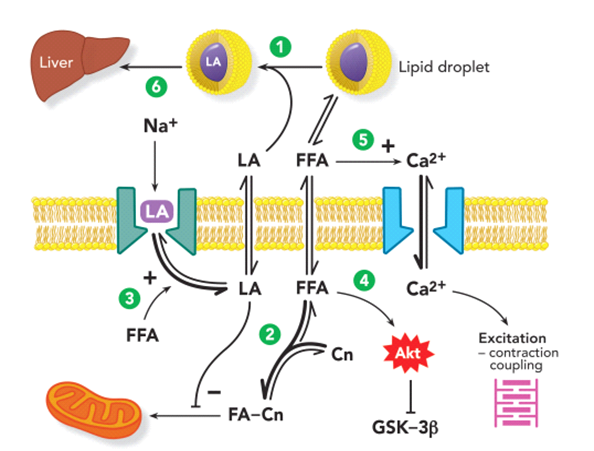 Liver
LA
1
Lipid droplet
6
Na⁺
LA
FFA
5
+
Ca²⁺
LA
+
3
LA
FFA
4
Ca²⁺
FFA
2
Cn
Akt
Excitation
– contraction
coupling
–
FA–Cn
GSK–3β